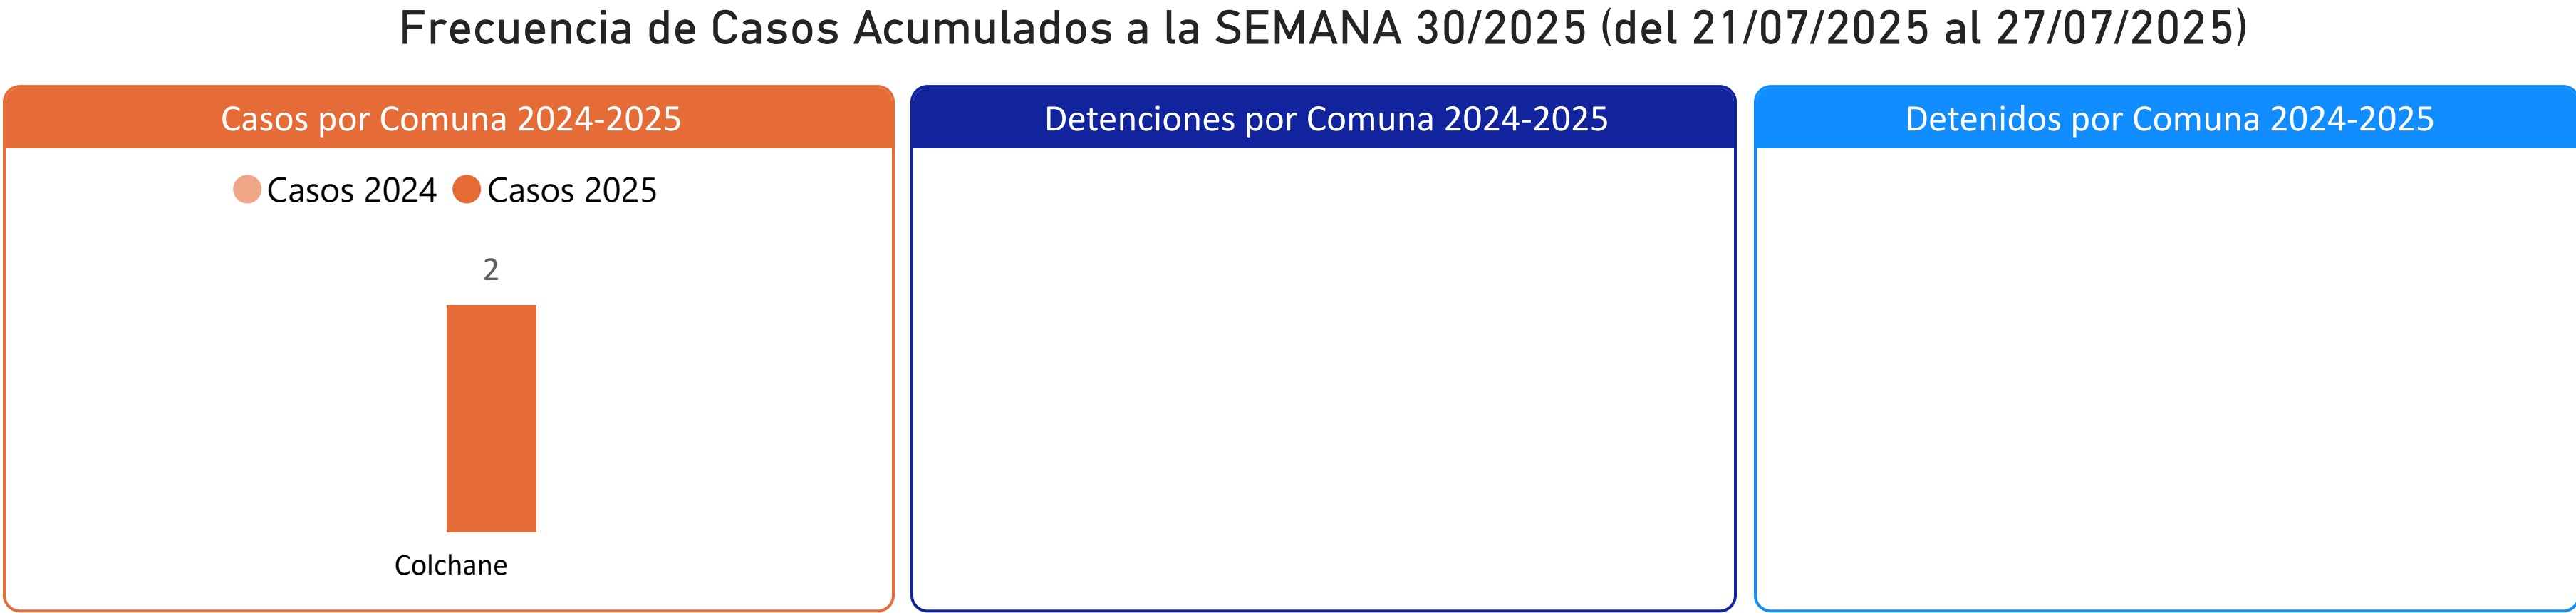 Frecuencia de Casos Acumulados a la SEMANA 30/2025 (del 21/07/2025 al 27/07/2025)
Casos por Comuna 2024-2025
Casos 2024 Casos 2025
2
Colchane
Detenciones por Comuna 2024-2025
Detenidos por Comuna 2024-2025